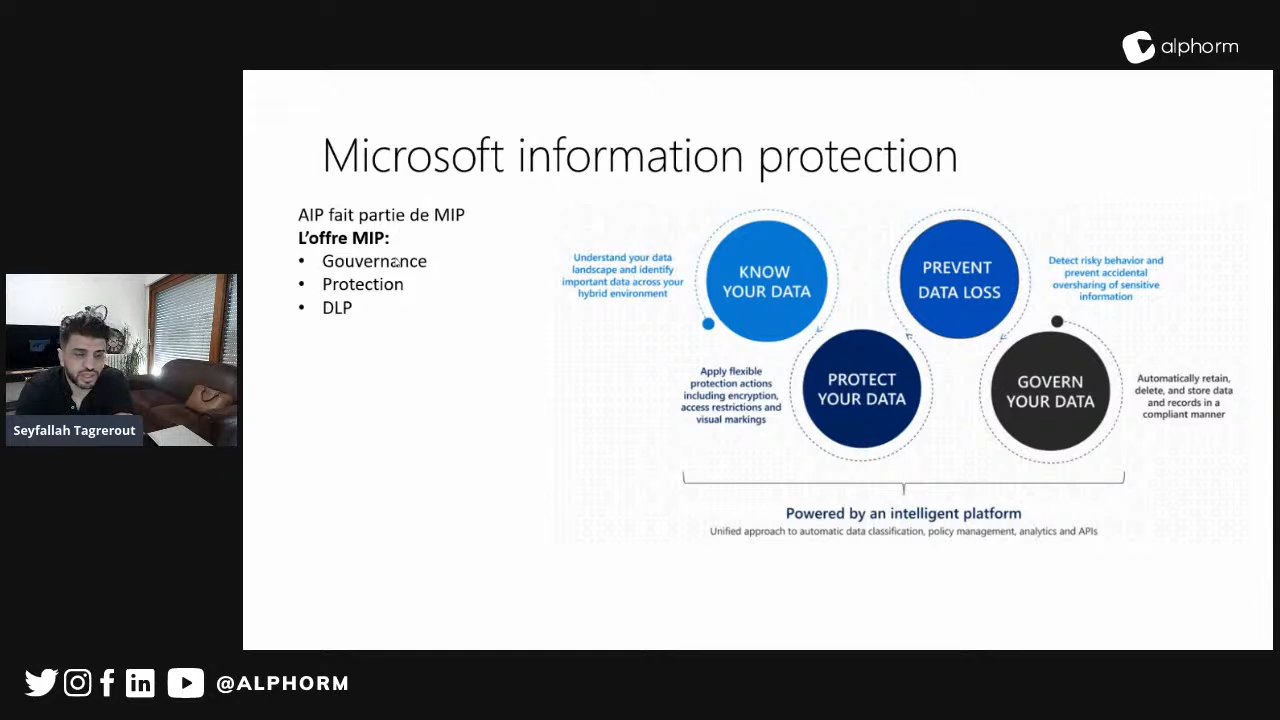 alphorm
Microsoft information protection
AIP fait partie de MIP
L'offre MIP:
• Gouvernance
• Protection
• DLP
Understand your data
landscape and identify
important data across your
hybrid environment
KNOW
YOUR DATA
PREVENT
DATA LOSS
Detect risky behavior and
prevent accidental
oversharing of sensitive
information
Apply flexible
protection actions
including encryption,
access restrictions and
visual markings
PROTECT
YOUR DATA
GOVERN
YOUR DATA
Automatically retain,
delete, and store data
and records in a
compliant manner
Powered by an intelligent platform
Unified approach to automatic data classification, policy management, analytics and APIs
Seyfallah Tagrerout
@ALPHORM